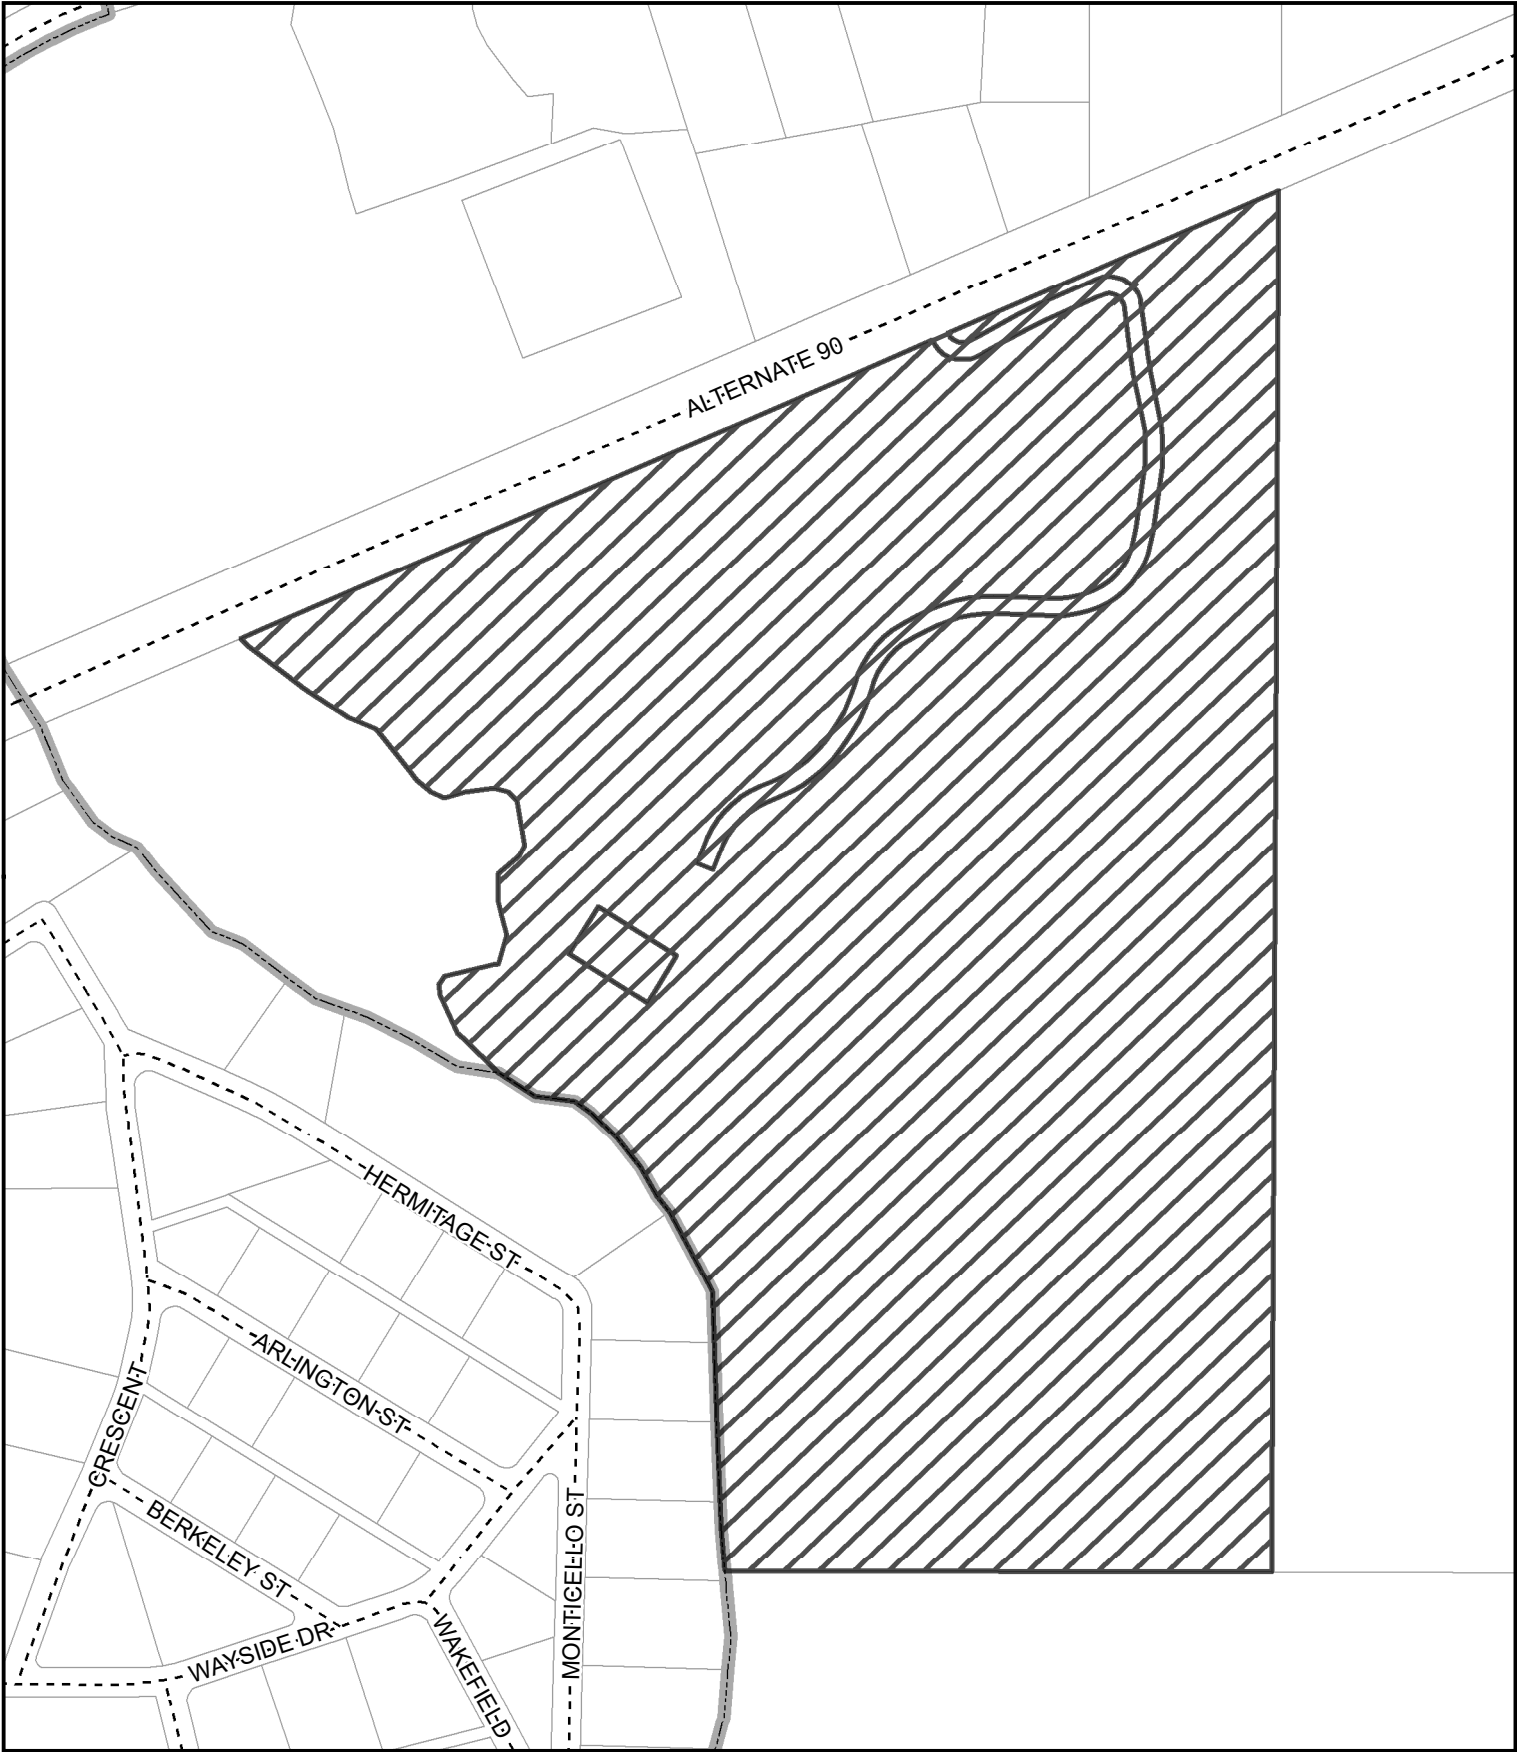 ALTERNATE 90
HERMITAGE ST
ARLINGTON ST
CRESCENT
BERKELEY ST
MONTICELLO ST
WAYSIDE DR
WAKEFIELD